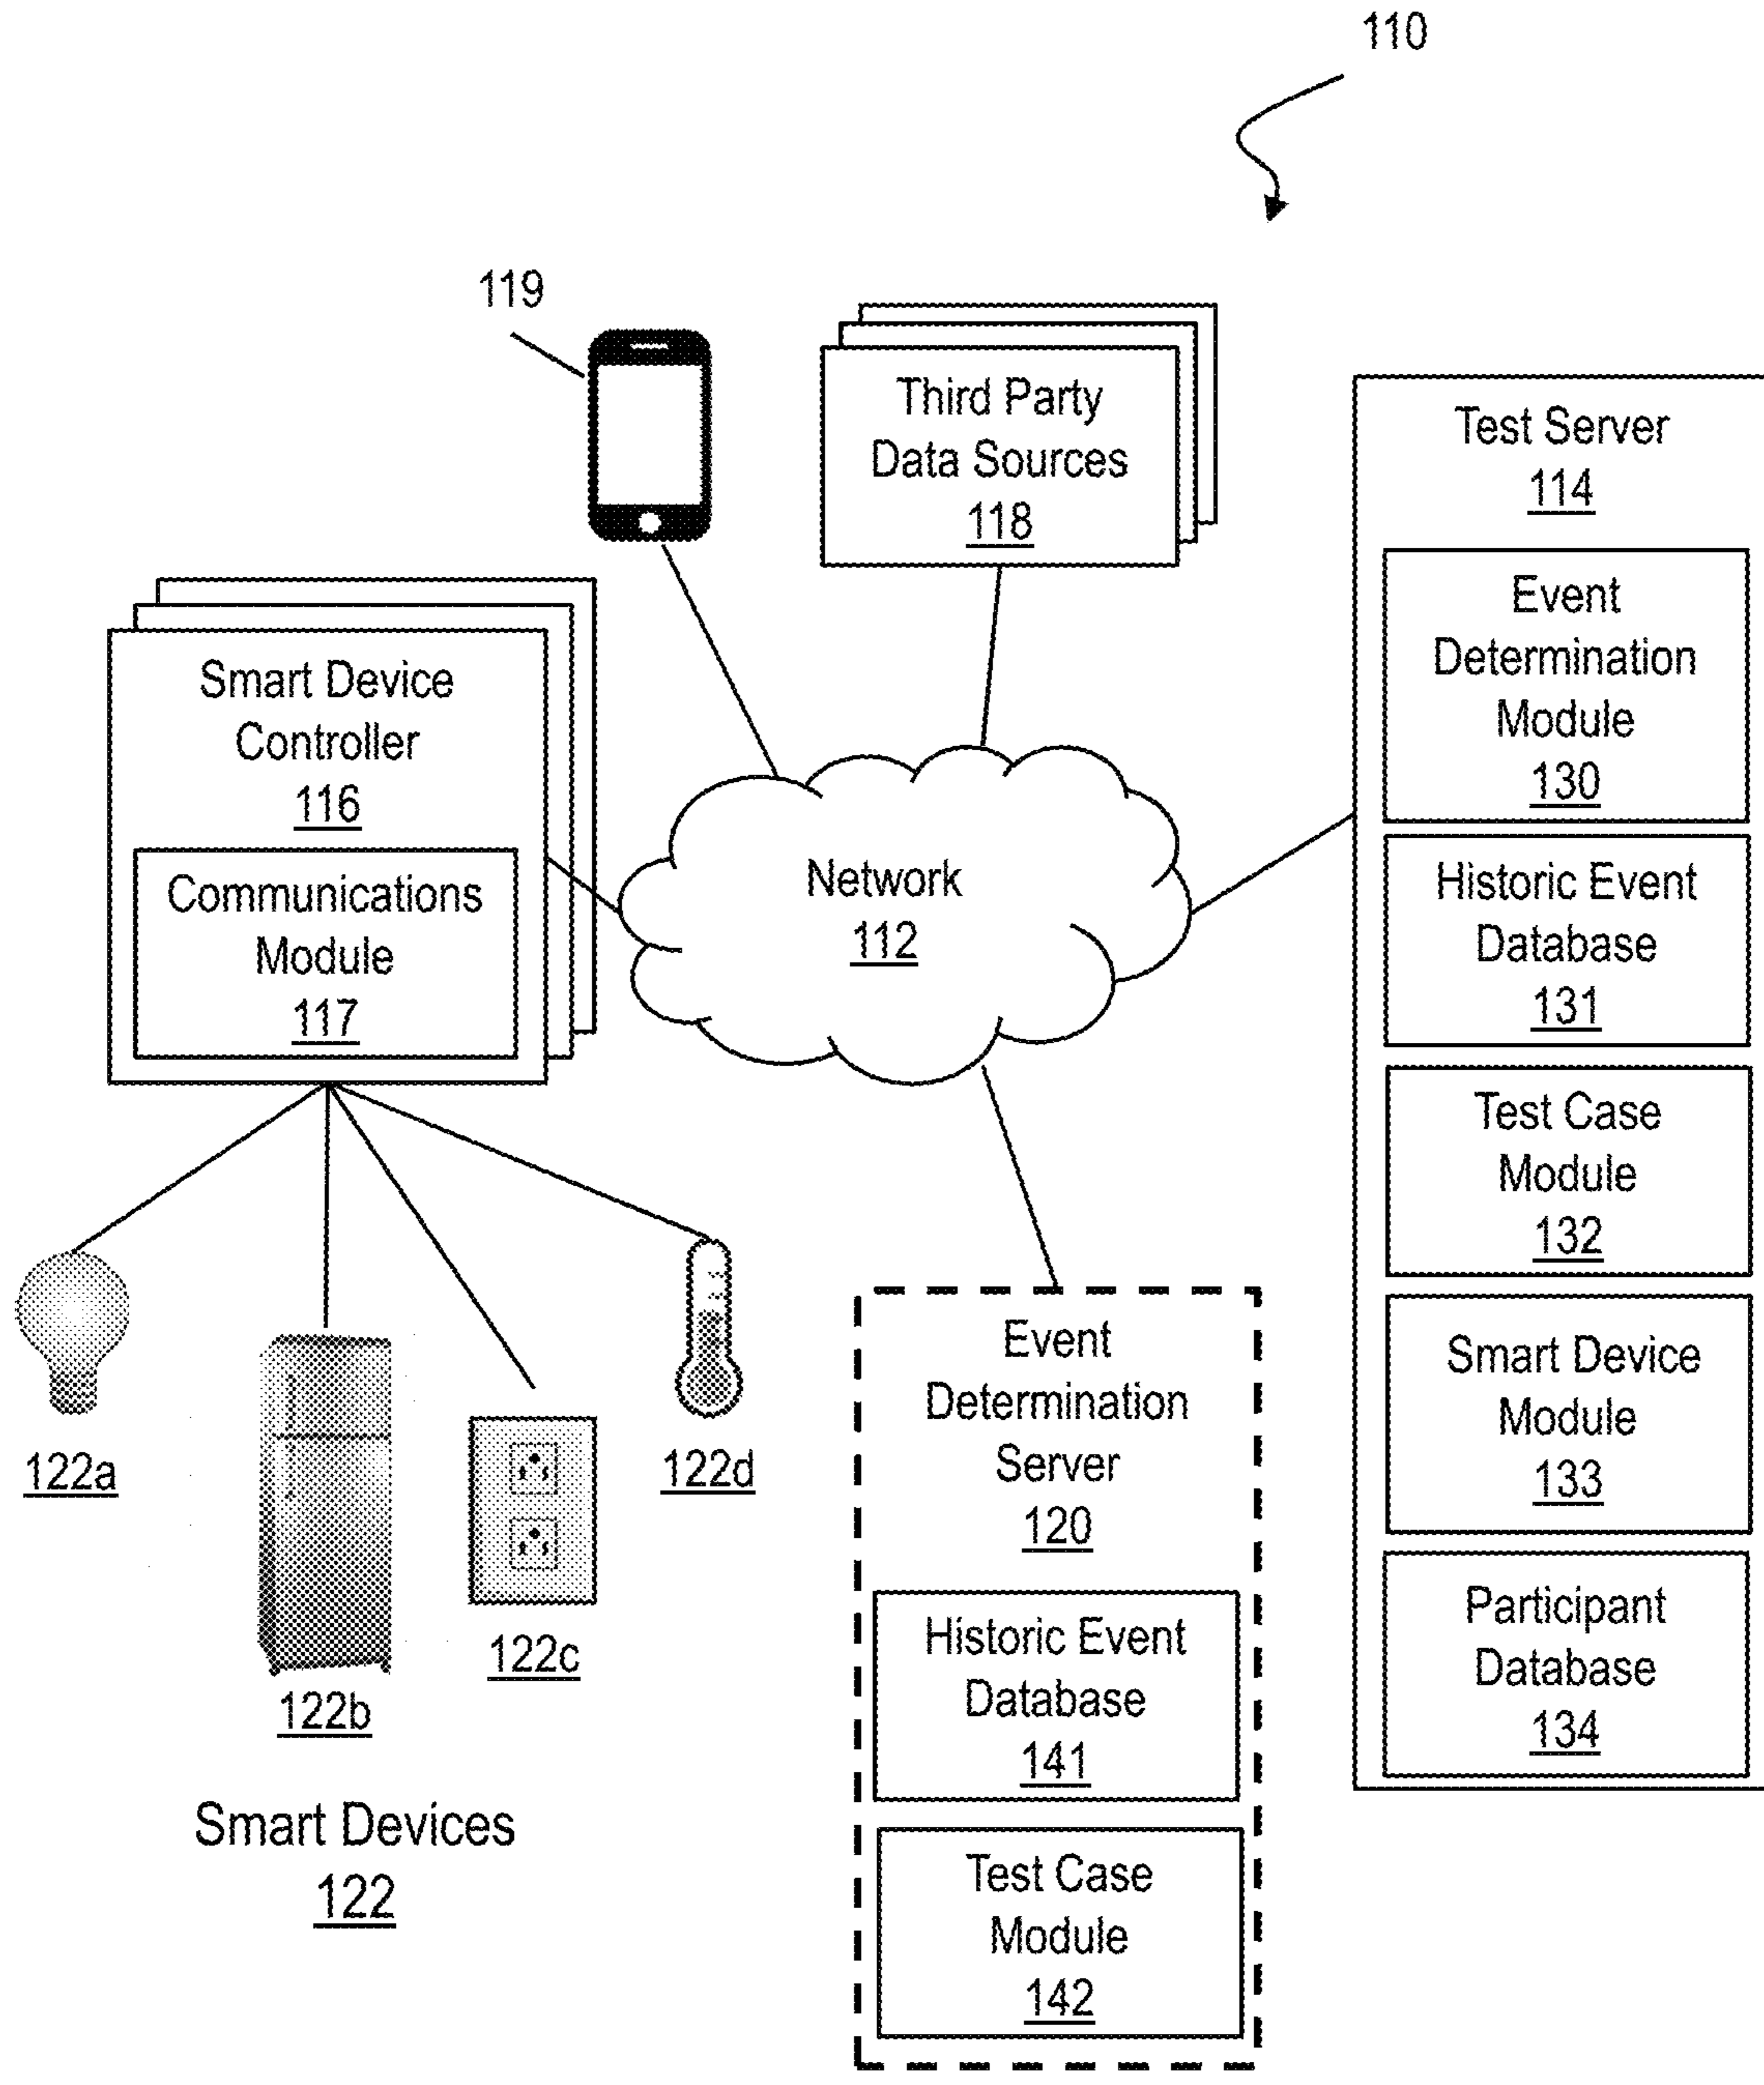 110
119
Third Party
Data Sources
118
Test Server
114
Event
Determination
Module
130
Historic Event
Database
131
Test Case
Module
132
Smart Device
Module
133
Participant
Database
134
Smart Device
Controller
116
Communications
Module
117
Network
112
122a
122b
122c
122d
Smart Devices
122
Event
Determination
Server
120
Historic Event
Database
141
Test Case
Module
142